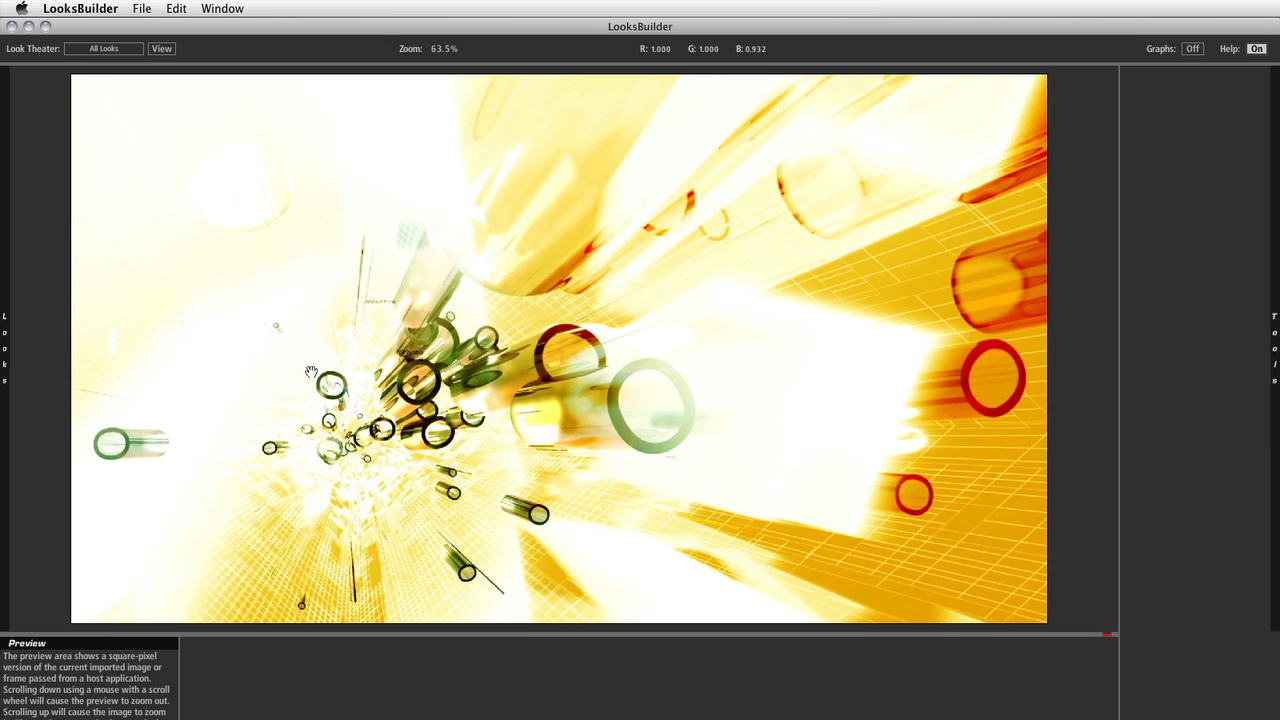 LooksBuilder File Edit Window
LooksBuilder
Look Theater: All Looks View Zoom: 63.5% R: 1.000 G: 1.000 B: 0.932 Graphs: Off Help: On
Looks
Tools
Preview
The preview area shows a square-pixel
version of the current imported image or
frame passed from a host application.
Scrolling down using a mouse with a scroll
wheel will cause the preview to zoom out.
Scrolling up will cause the image to zoom